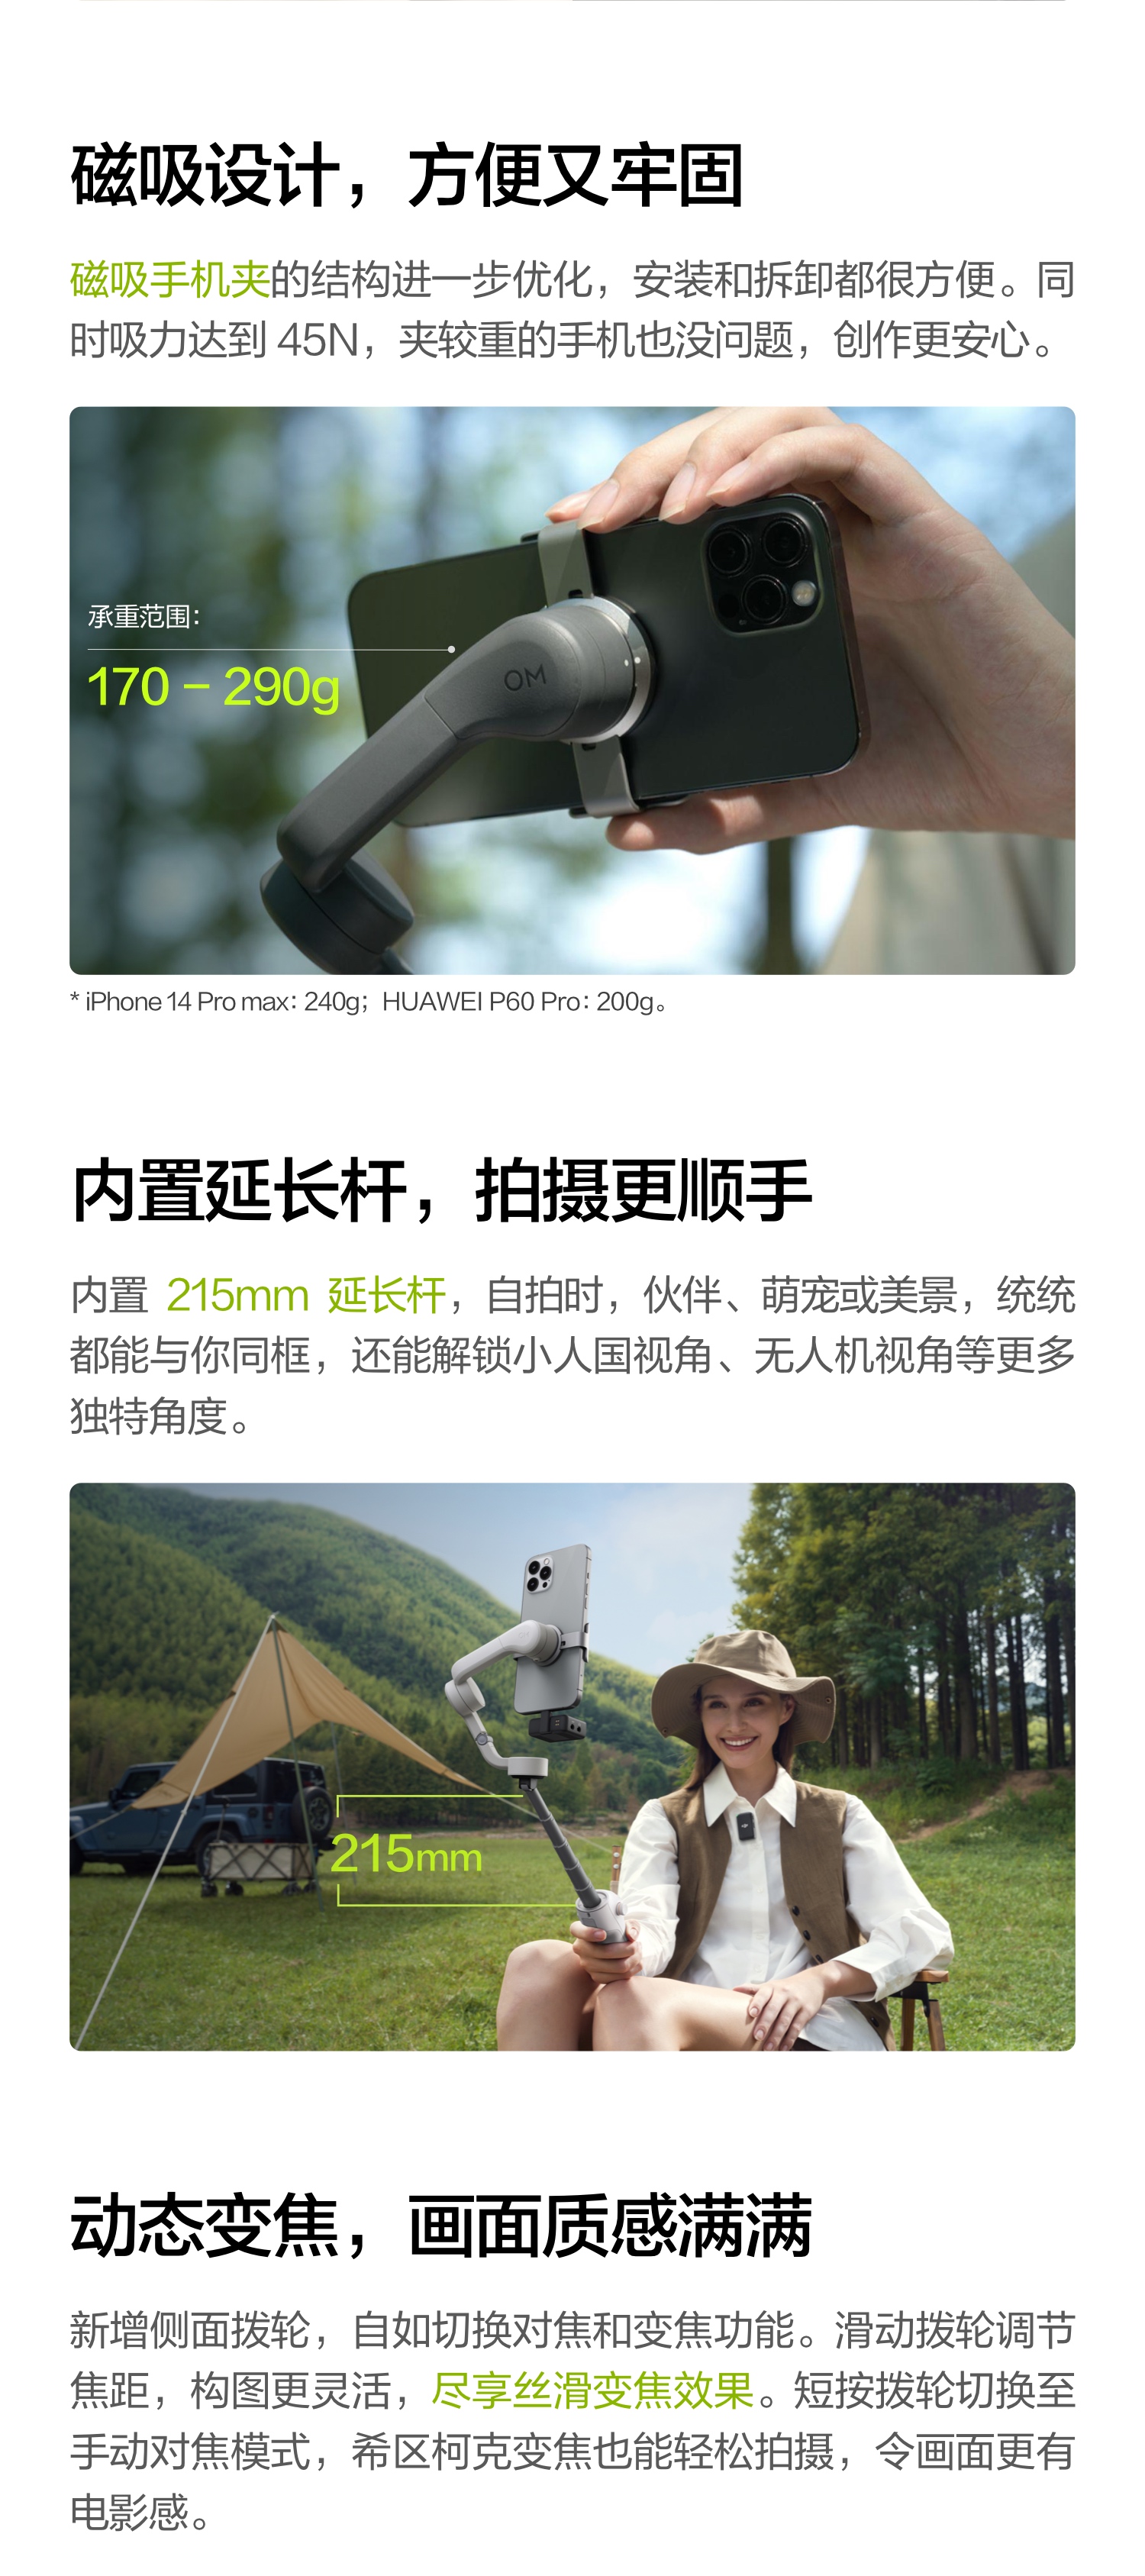 磁吸设计，方便又牢固
磁吸手机夹的结构进一步优化，安装和拆卸都很方便。同
时吸力达到 45N，夹较重的手机也没问题，创作更安心。
承重范围：
170 – 290g
OM
* iPhone 14 Pro max：240g；HUAWEI P60 Pro：200g。
内置延长杆，拍摄更顺手
内置 215mm 延长杆，自拍时，伙伴、萌宠或美景，统统
都能与你同框，还能解锁小人国视角、无人机视角等更多
独特角度。
215mm
动态变焦，画面质感满满
新增侧面拨轮，自如切换对焦和变焦功能。滑动拨轮调节
焦距，构图更灵活，尽享丝滑变焦效果。短按拨轮切换至
手动对焦模式，希区柯克变焦也能轻松拍摄，令画面更有
电影感。